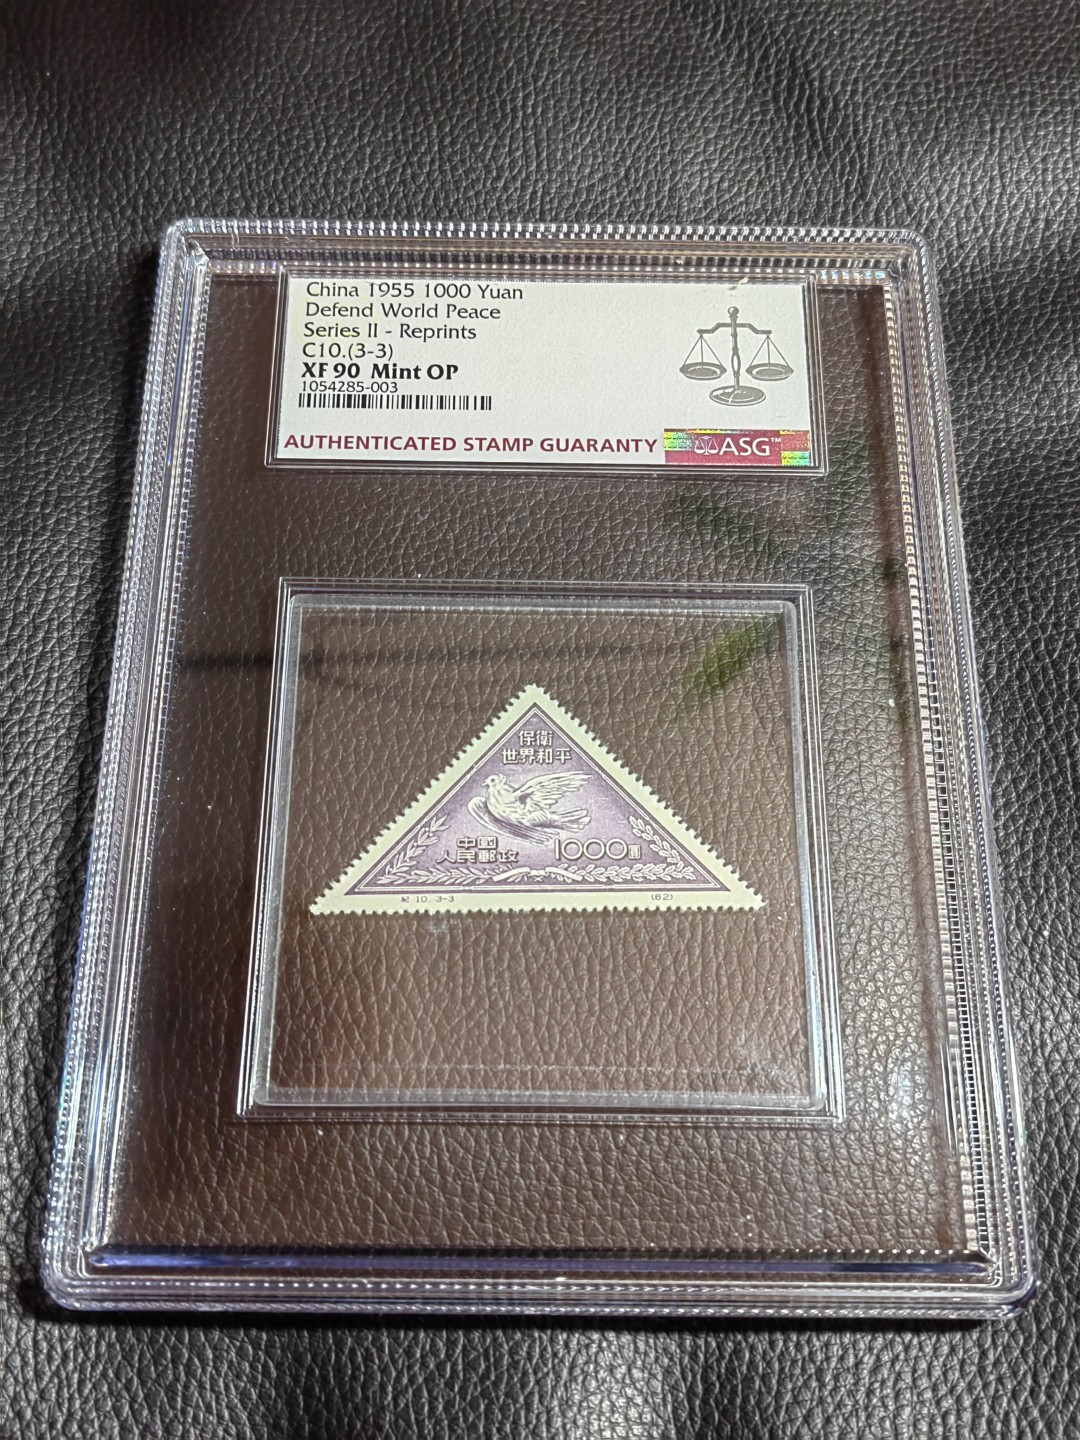 China 1955 1000 Yuan
Defend World Peace
Series II - Reprints
C10.(3-3)
XF 90 Mint OP
1054285-003
AUTHENTICATED STAMP GUARANTY ASG™
保衛
世界和平
中國
人民郵政
1000圓
紀 10. 3-3 (62)